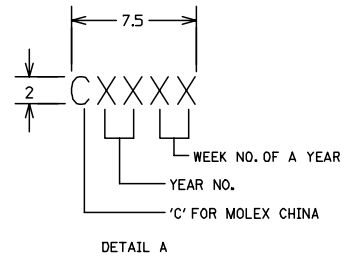 7.5
2
CXXXX
WEEK NO. OF A YEAR
YEAR NO.
'C' FOR MOLEX CHINA
DETAIL A